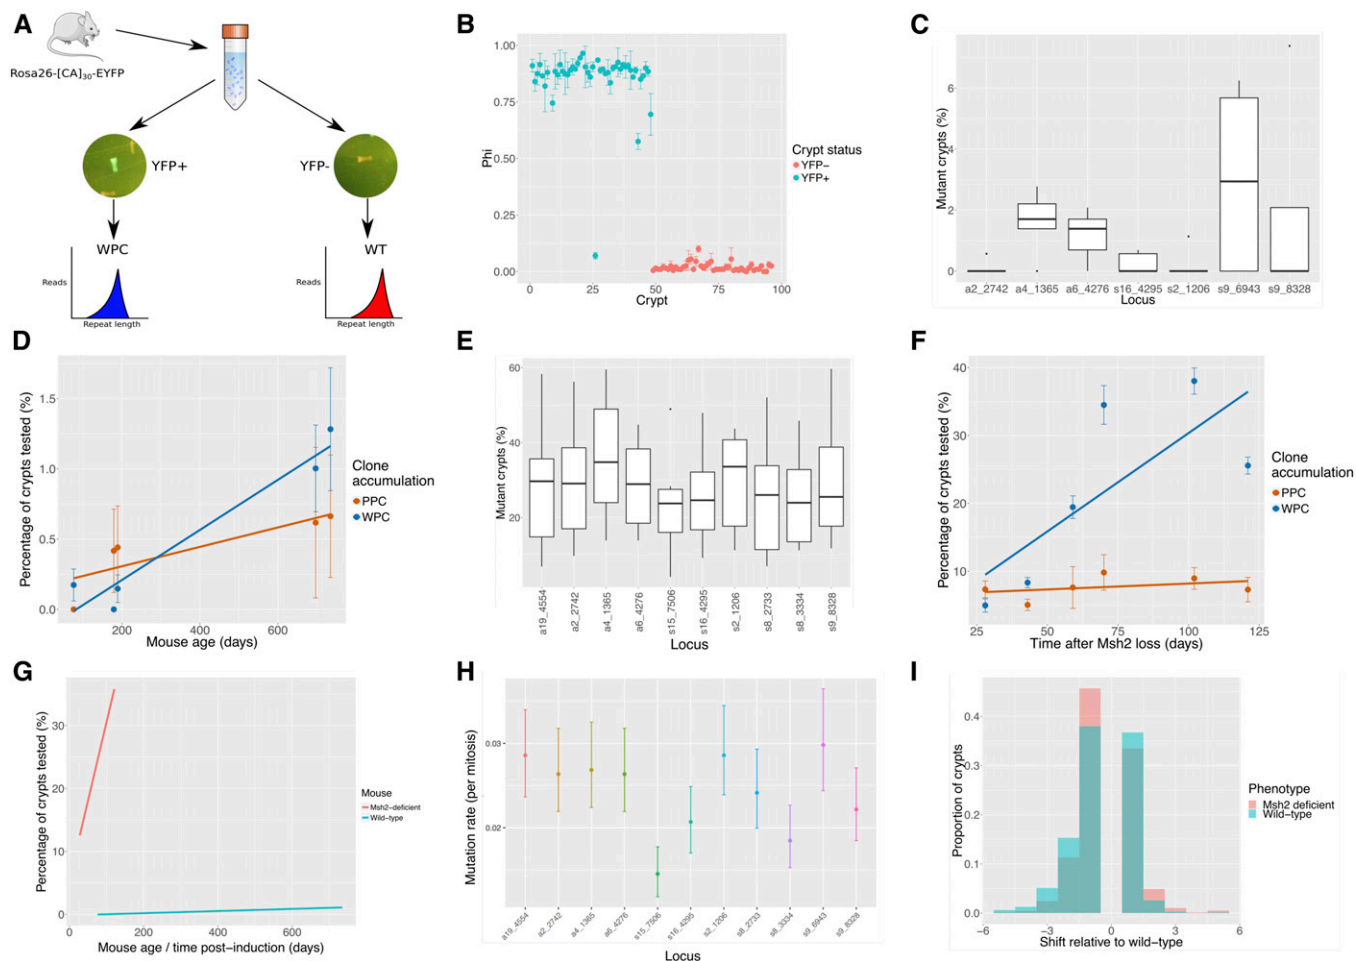 A
Rosa26-[CA]30-EYFP
YFP+
YFP-
WPC
WT
Reads
Repeat length
Reads
Repeat length
B
Phi
1.00
0.75
0.50
0.25
0.00
0
25
50
75
100
Crypt
Crypt status
YFP−
YFP+
C
Mutant crypts (%)
6
4
2
0
a2_2742
a4_1365
a6_4276
s16_4295
s2_1206
s9_6943
s9_8328
Locus
D
Percentage of crypts tested (%)
1.5
1.0
0.5
0.0
200
400
600
Mouse age (days)
Clone
accumulation
PPC
WPC
E
Mutant crypts (%)
60
40
20
a19_4554
a2_2742
a4_1365
a6_4276
s15_7506
s16_4295
s2_1206
s8_2733
s8_3334
s9_8328
Locus
F
Percentage of crypts tested (%)
40
30
20
10
25
50
75
100
125
Time after Msh2 loss (days)
Clone
accumulation
PPC
WPC
G
Percentage of crypts tested (%)
30
20
10
0
0
200
400
600
Mouse age / time post−induction (days)
Mouse
Msh2−deficient
Wild−type
H
Mutation rate (per mitosis)
0.03
0.02
a19_4554
a2_2742
a4_1365
a6_4276
s15_7506
s16_4295
s2_1206
s8_2733
s8_3334
s9_6943
s9_8328
Locus
I
Proportion of crypts
0.4
0.3
0.2
0.1
0.0
−6
−3
0
3
6
Shift relative to wild−type
Phenotype
Msh2 deficient
Wild−type